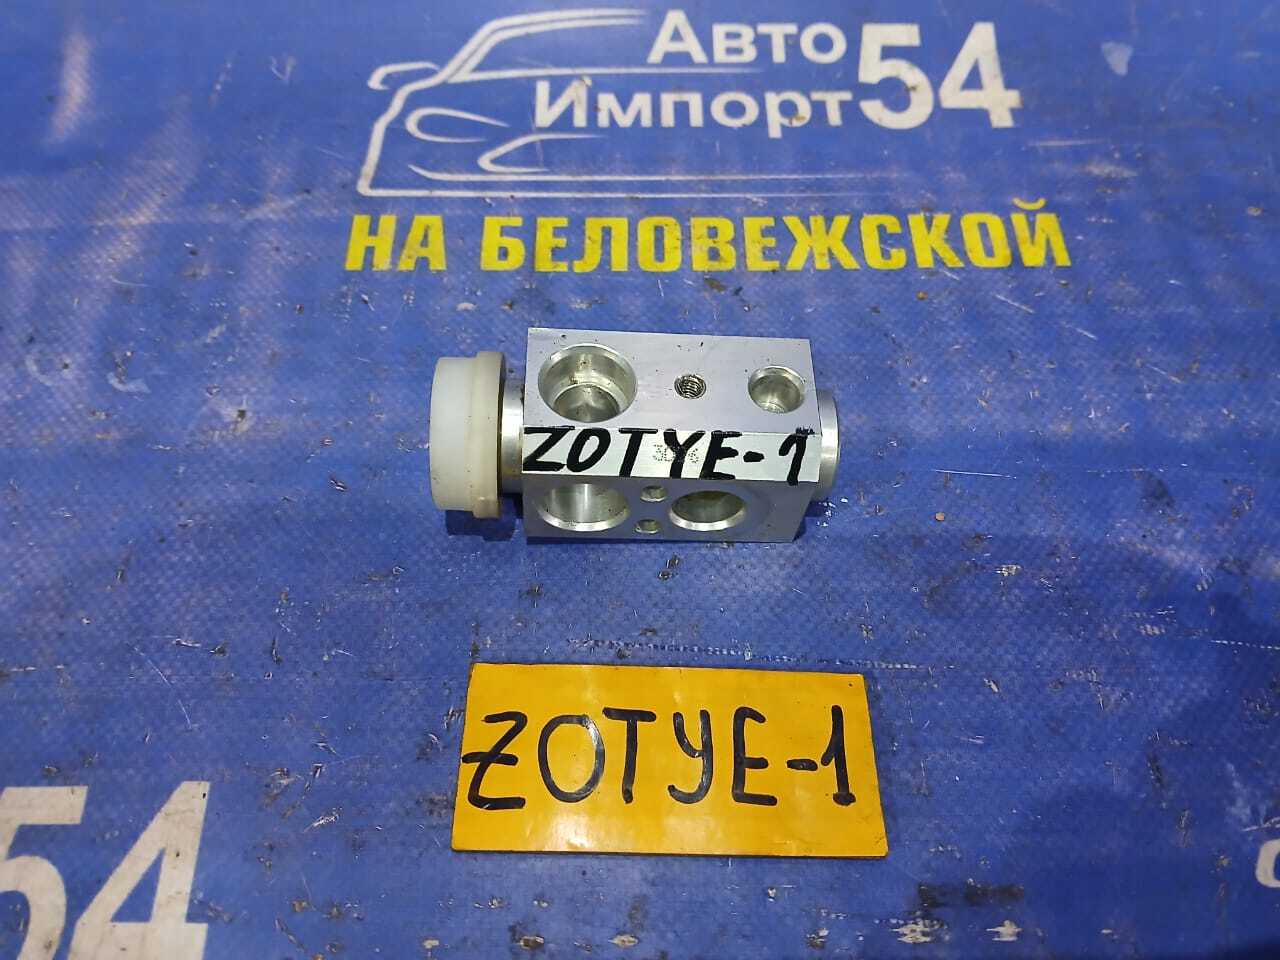 Авто
Импорт 54
НА БЕЛОВЕЖСКОЙ
ZOTYE-1
ZOTYE-1
54